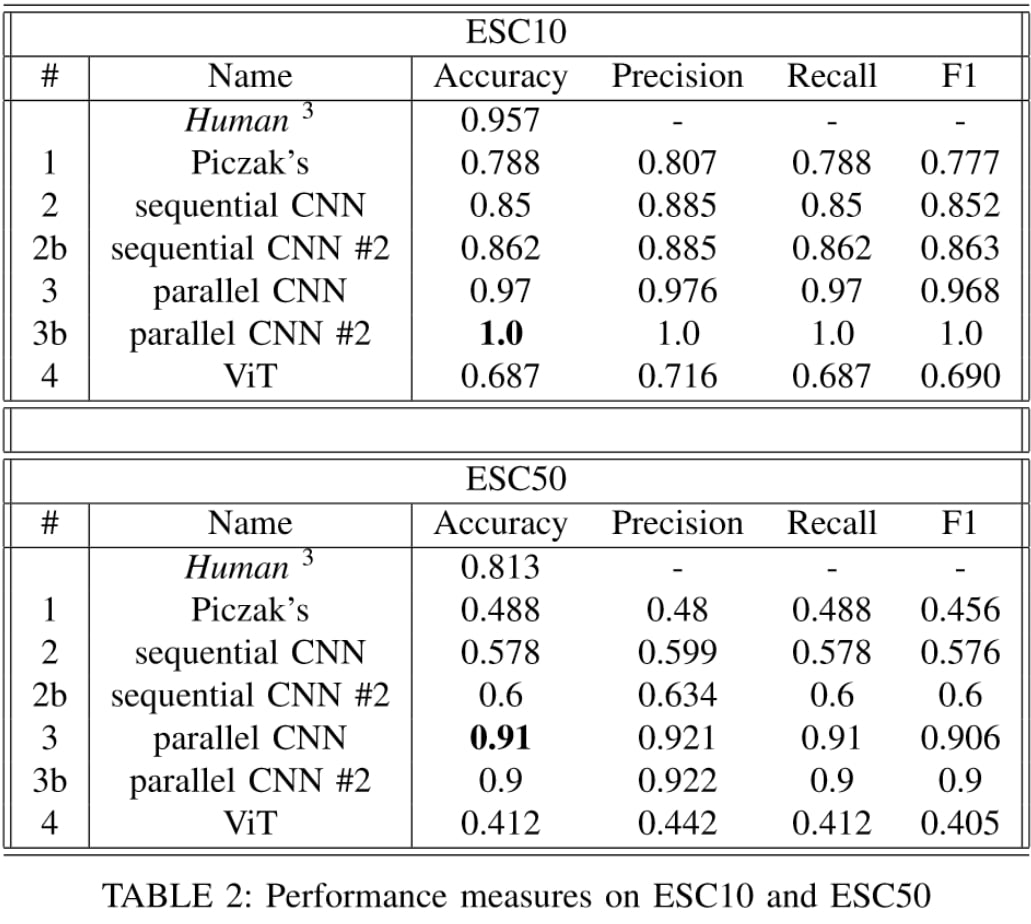 ESC10
# Name Accuracy Precision Recall F1
Human 3 0.957 - - -
1 Piczak’s 0.788 0.807 0.788 0.777
2 sequential CNN 0.85 0.885 0.85 0.852
2b sequential CNN #2 0.862 0.885 0.862 0.863
3 parallel CNN 0.97 0.976 0.97 0.968
3b parallel CNN #2 1.0 1.0 1.0 1.0
4 ViT 0.687 0.716 0.687 0.690
ESC50
# Name Accuracy Precision Recall F1
Human 3 0.813 - - -
1 Piczak’s 0.488 0.48 0.488 0.456
2 sequential CNN 0.578 0.599 0.578 0.576
2b sequential CNN #2 0.6 0.634 0.6 0.6
3 parallel CNN 0.91 0.921 0.91 0.906
3b parallel CNN #2 0.9 0.922 0.9 0.9
4 ViT 0.412 0.442 0.412 0.405
TABLE 2: Performance measures on ESC10 and ESC50